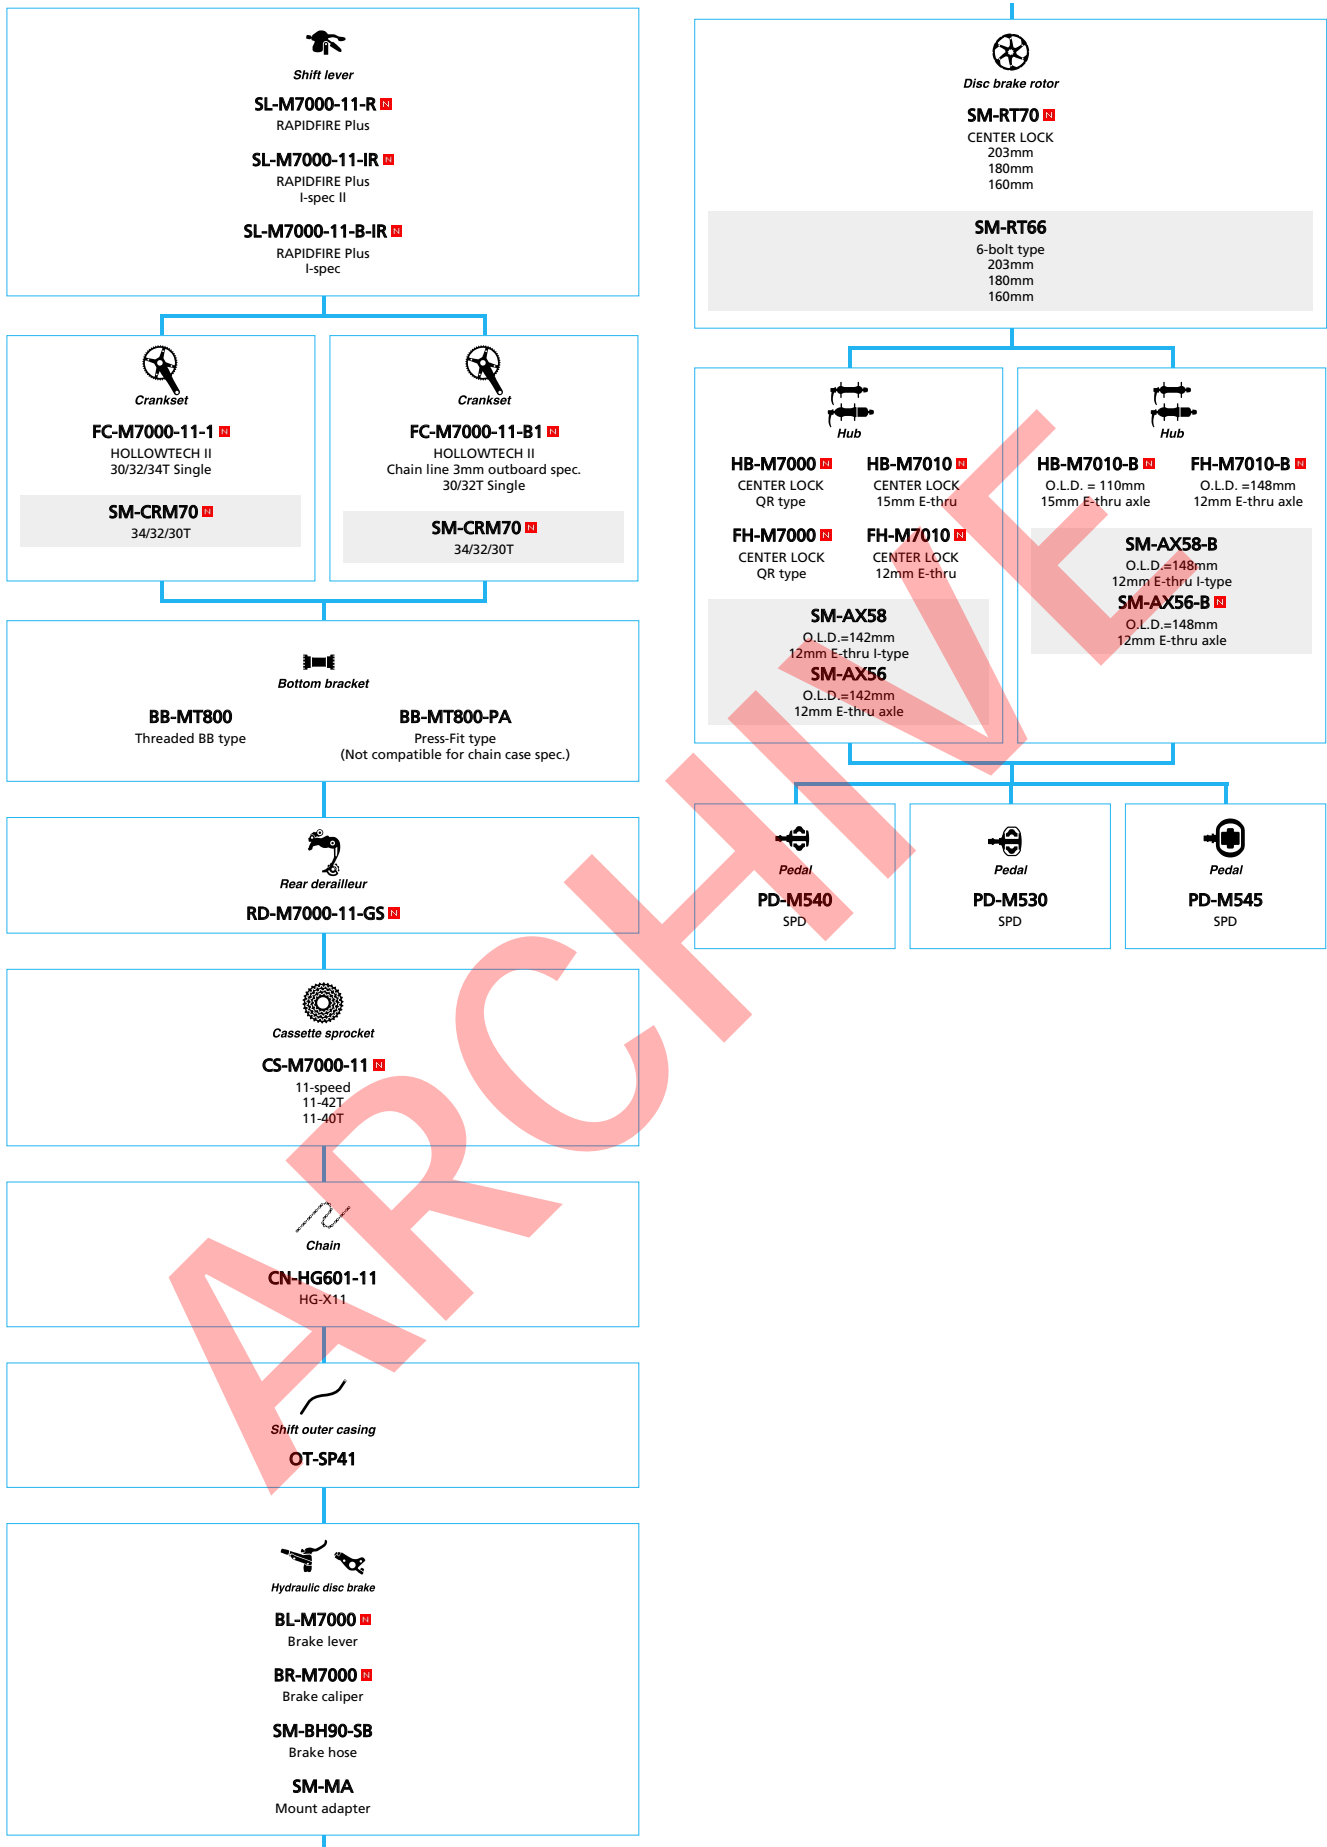 Shift lever
SL-M7000-11-R N
RAPIDFIRE Plus
SL-M7000-11-IR N
RAPIDFIRE Plus
I-spec II
SL-M7000-11-B-IR N
RAPIDFIRE Plus
I-spec
Crankset
FC-M7000-11-1 N
HOLLOWTECH II
30/32/34T Single
SM-CRM70 N
34/32/30T
Crankset
FC-M7000-11-B1 N
HOLLOWTECH II
Chain line 3mm outboard spec.
30/32T Single
SM-CRM70 N
34/32/30T
Bottom bracket
BB-MT800
Threaded BB type
BB-MT800-PA
Press-Fit type
(Not compatible for chain case spec.)
Rear derailleur
RD-M7000-11-GS N
Cassette sprocket
CS-M7000-11 N
11-speed
11-42T
11-40T
Chain
CN-HG601-11
HG-X11
Shift outer casing
OT-SP41
Hydraulic disc brake
BL-M7000 N
Brake lever
BR-M7000 N
Brake caliper
SM-BH90-SB
Brake hose
SM-MA
Mount adapter
Disc brake rotor
SM-RT70 N
CENTER LOCK
203mm
180mm
160mm
SM-RT66
6-bolt type
203mm
180mm
160mm
Hub
HB-M7000 N
CENTER LOCK
QR type
HB-M7010 N
CENTER LOCK
15mm E-thru
FH-M7000 N
CENTER LOCK
QR type
FH-M7010 N
CENTER LOCK
12mm E-thru
SM-AX58
O.L.D.=142mm
12mm E-thru I-type
SM-AX56
O.L.D.=142mm
12mm E-thru axle
Hub
HB-M7010-B N
O.L.D. = 110mm
15mm E-thru axle
FH-M7010-B N
O.L.D. =148mm
12mm E-thru axle
SM-AX58-B
O.L.D.=148mm
12mm E-thru I-type
SM-AX56-B N
O.L.D.=148mm
12mm E-thru axle
Pedal
PD-M540
SPD
Pedal
PD-M530
SPD
Pedal
PD-M545
SPD
ARCHIVE